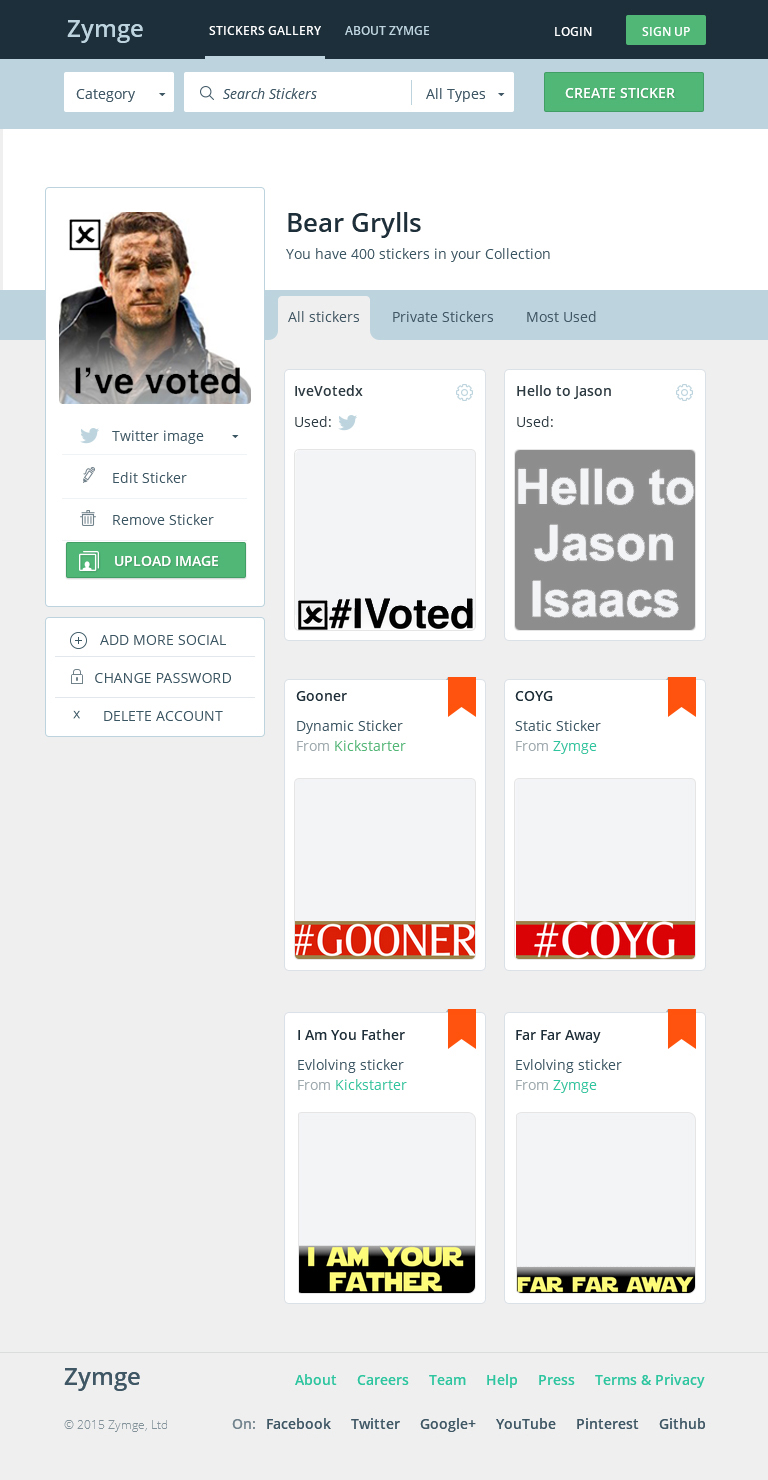 Zymge
STICKERS GALLERY
ABOUT ZYMGE
LOGIN
SIGN UP
Category
Search Stickers
All Types
CREATE STICKER
Bear Grylls
You have 400 stickers in your Collection
All stickers
Private Stickers
Most Used
I've voted
Twitter image
Edit Sticker
Remove Sticker
UPLOAD IMAGE
ADD MORE SOCIAL
CHANGE PASSWORD
x DELETE ACCOUNT
IveVotedx
Used:
#IVoted
Hello to Jason
Used:
Hello to
Jason
Isaacs
Gooner
Dynamic Sticker
From Kickstarter
#GOONER
COYG
Static Sticker
From Zymge
#COYG
I Am You Father
Evlolving sticker
From Kickstarter
I AM YOUR
FATHER
Far Far Away
Evlolving sticker
From Zymge
FAR FAR AWAY
Zymge
About
Careers
Team
Help
Press
Terms & Privacy
© 2015 Zymge, Ltd
On: Facebook
Twitter
Google+
YouTube
Pinterest
Github